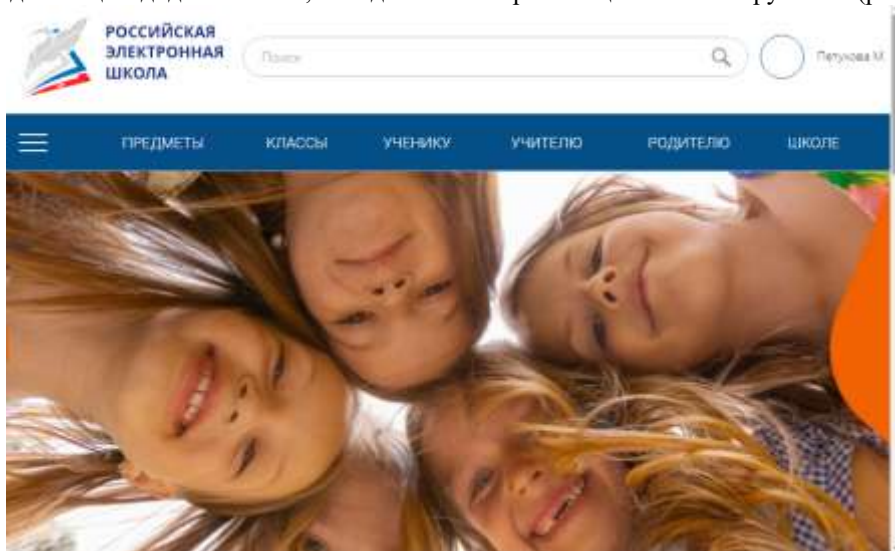 РОССИЙСКАЯ
ЭЛЕКТРОННАЯ
ШКОЛА
Поиск
Петухова М.
ПРЕДМЕТЫ КЛАССЫ УЧЕНИКУ УЧИТЕЛЮ РОДИТЕЛЮ ШКОЛЕ